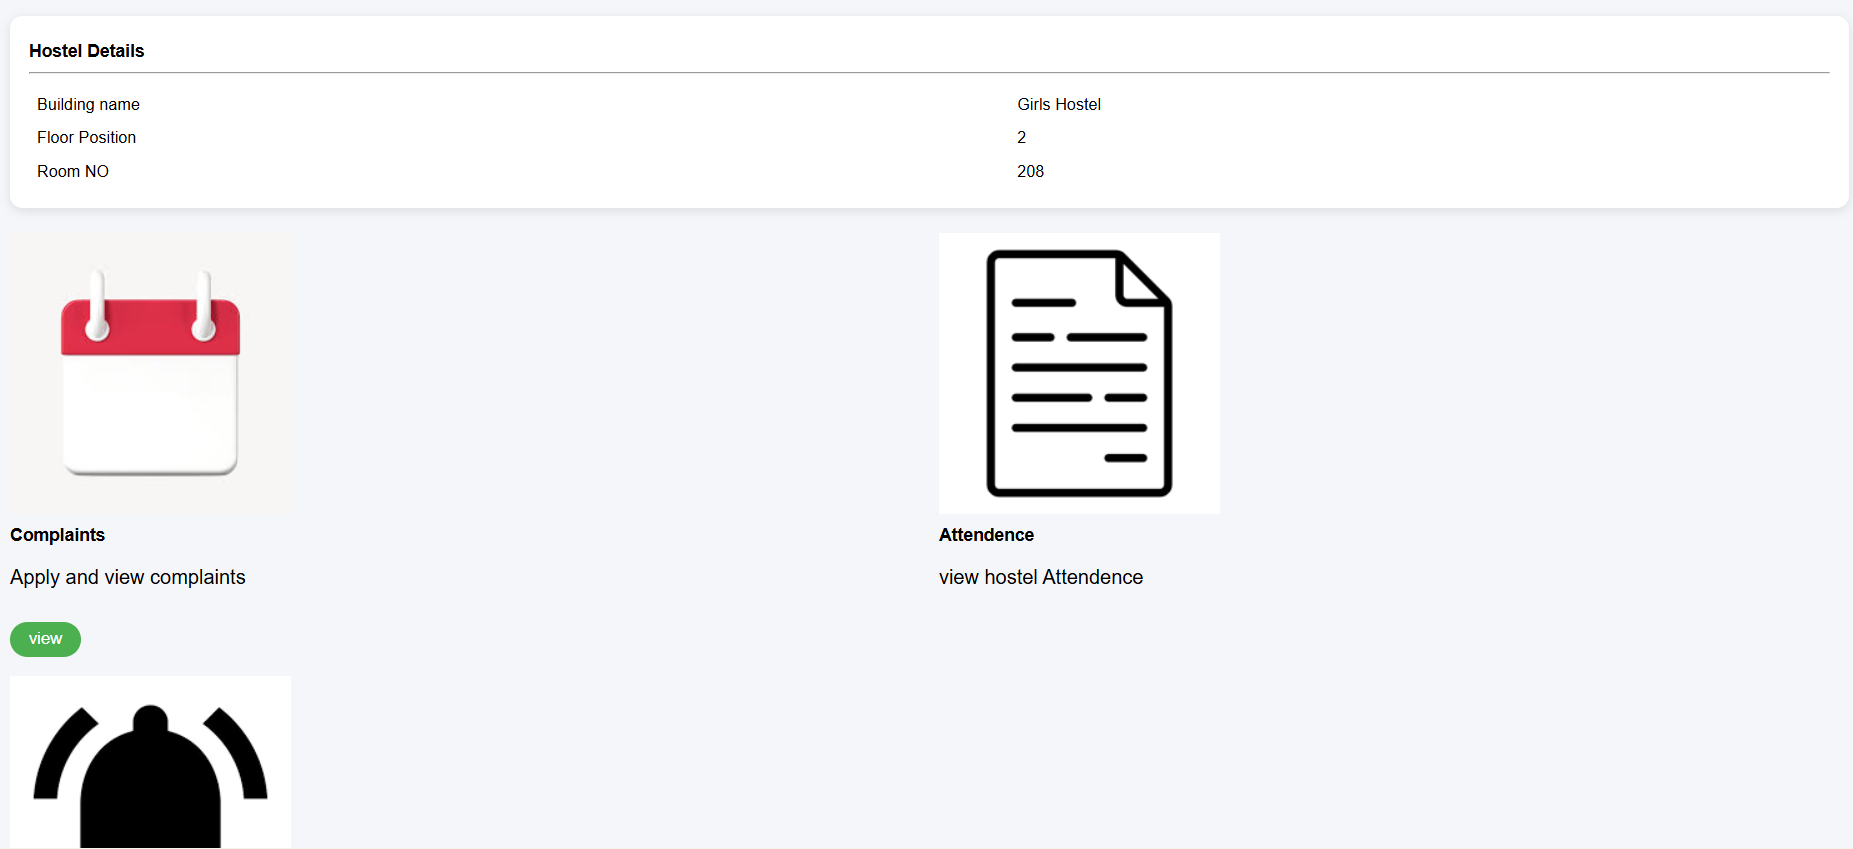 Hostel Details
Building name Girls Hostel
Floor Position 2
Room NO 208
Complaints
Apply and view complaints
view
Attendence
view hostel Attendence